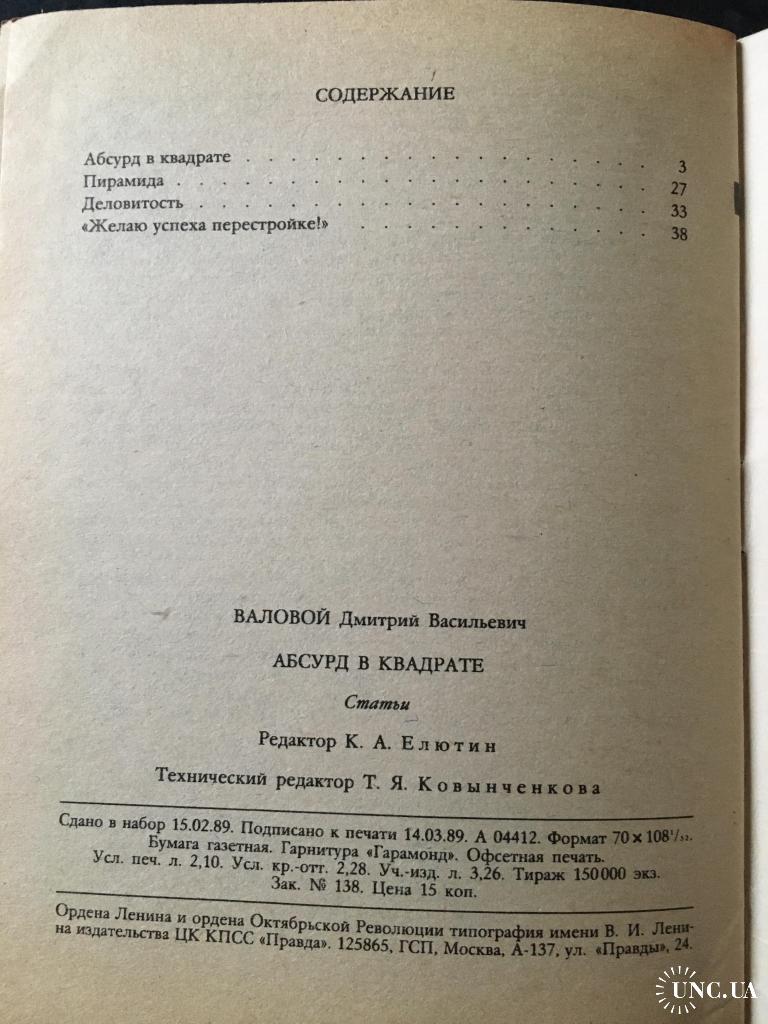 СОДЕРЖАНИЕ
Абсурд в квадрате . . . . . . . . . . . . . . . . . . 3
Пирамида . . . . . . . . . . . . . . . . . . . . . 27
Деловитость . . . . . . . . . . . . . . . . . . . . 33
«Желаю успеха перестройке!» . . . . . . . . . . . . . 38
ВАЛОВОЙ Дмитрий Васильевич
АБСУРД В КВАДРАТЕ
Статьи
Редактор К. А. Елютин
Технический редактор Т. Я. Ковынченкова
Сдано в набор 15.02.89. Подписано к печати 14.03.89. А 04412. Формат 70×108¹/₃₂.
Бумага газетная. Гарнитура «Гарамонд». Офсетная печать.
Усл. печ. л. 2,10. Усл. кр.-отт. 2,28. Уч.-изд. л. 3,26. Тираж 150000 экз.
Зак. № 138. Цена 15 коп.
Ордена Ленина и ордена Октябрьской Революции типография имени В. И. Лени-
на издательства ЦК КПСС «Правда». 125865, ГСП, Москва, А-137, ул. «Правды», 24.
UNC.UA